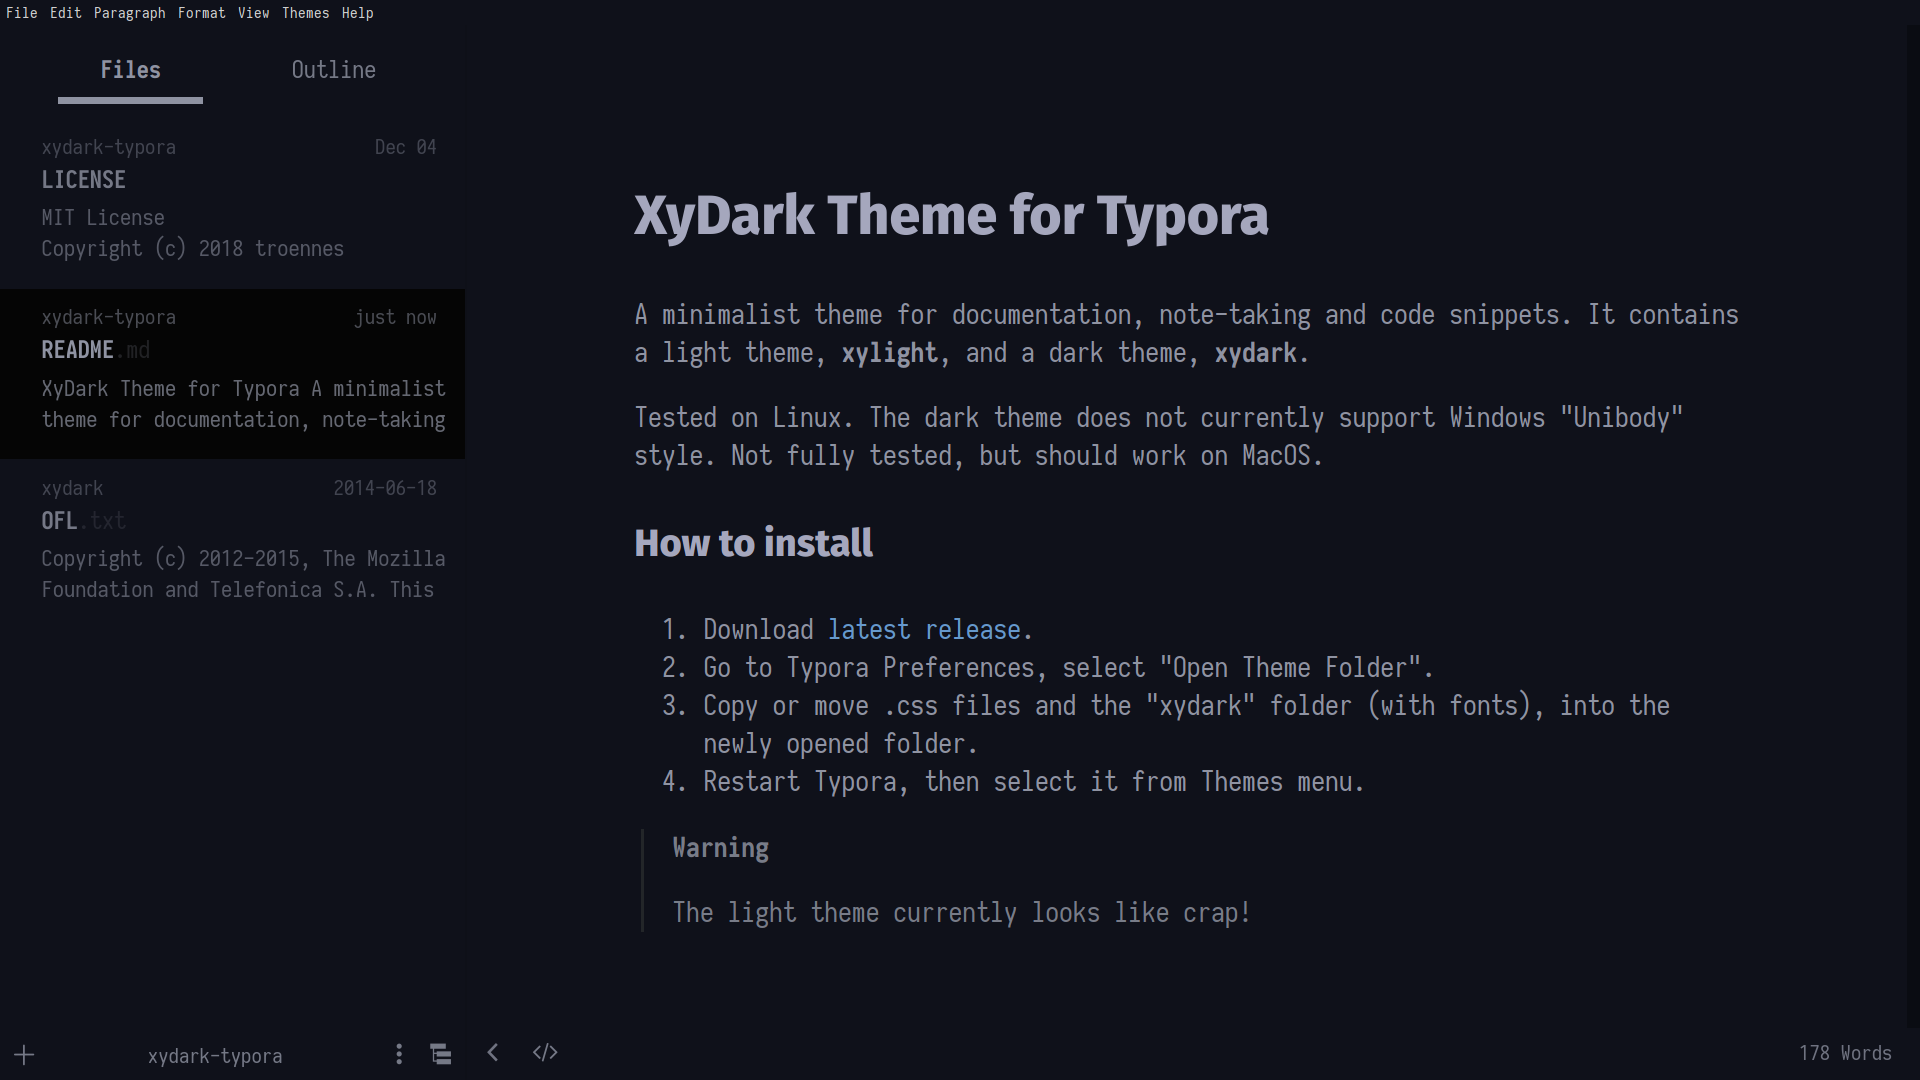 File Edit Paragraph Format View Themes Help
Files Outline
xydark-typora Dec 04
LICENSE
MIT License
Copyright (c) 2018 troennes
xydark-typora just now
README.md
XyDark Theme for Typora A minimalist
theme for documentation, note-taking
xydark 2014-06-18
OFL.txt
Copyright (c) 2012-2015, The Mozilla
Foundation and Telefonica S.A. This
XyDark Theme for Typora
A minimalist theme for documentation, note-taking and code snippets. It contains
a light theme, xylight, and a dark theme, xydark.
Tested on Linux. The dark theme does not currently support Windows "Unibody"
style. Not fully tested, but should work on MacOS.
How to install
1. Download latest release.
2. Go to Typora Preferences, select "Open Theme Folder".
3. Copy or move .css files and the "xydark" folder (with fonts), into the
newly opened folder.
4. Restart Typora, then select it from Themes menu.
Warning
The light theme currently looks like crap!
xydark-typora
178 Words